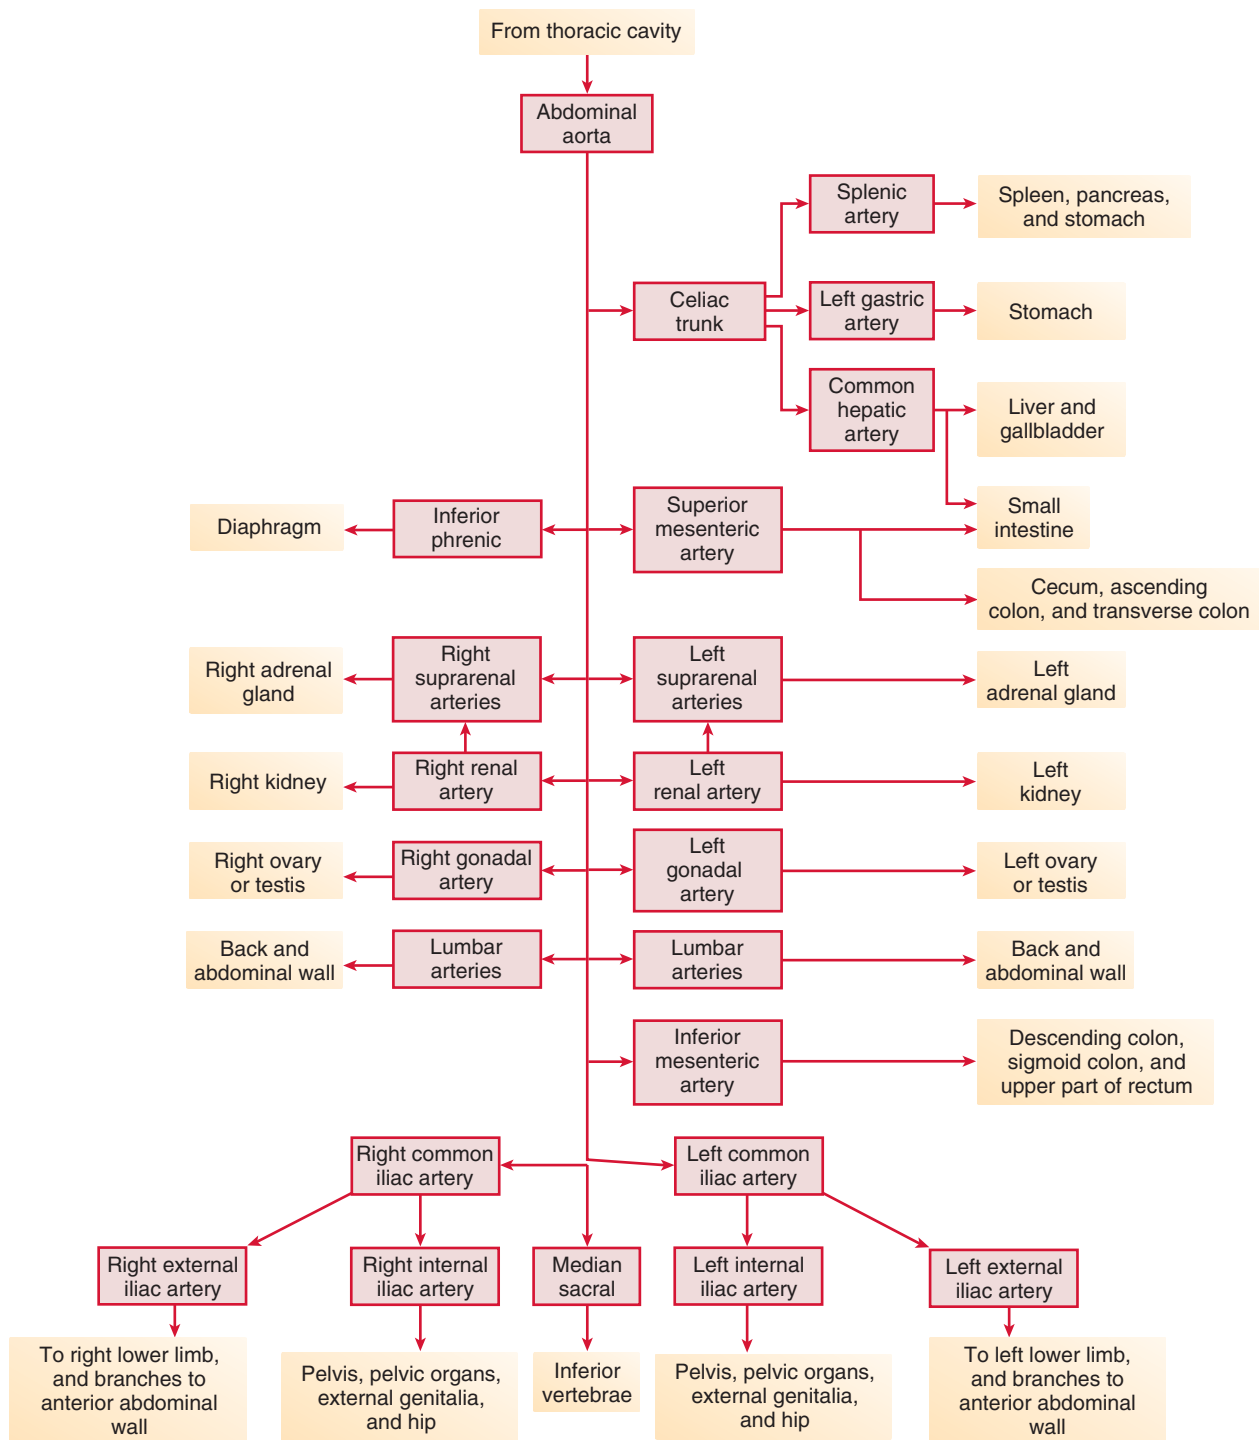 From thoracic cavity
Abdominal
aorta
Splenic
artery
Spleen, pancreas,
and stomach
Celiac
trunk
Left gastric
artery
Stomach
Common
hepatic
artery
Liver and
gallbladder
Diaphragm
Inferior
phrenic
Superior
mesenteric
artery
Small
intestine
Cecum, ascending
colon, and transverse colon
Right adrenal
gland
Right
suprarenal
arteries
Left
suprarenal
arteries
Left
adrenal gland
Right kidney
Right renal
artery
Left
renal artery
Left
kidney
Right ovary
or testis
Right gonadal
artery
Left
gonadal
artery
Left ovary
or testis
Back and
abdominal wall
Lumbar
arteries
Lumbar
arteries
Back and
abdominal wall
Inferior
mesenteric
artery
Descending colon,
sigmoid colon, and
upper part of rectum
Right common
iliac artery
Left common
iliac artery
Right external
iliac artery
Right internal
iliac artery
Median
sacral
Left internal
iliac artery
Left external
iliac artery
To right lower limb,
and branches to
anterior abdominal
wall
Pelvis, pelvic organs,
external genitalia,
and hip
Inferior
vertebrae
Pelvis, pelvic organs,
external genitalia,
and hip
To left lower limb,
and branches to
anterior abdominal
wall